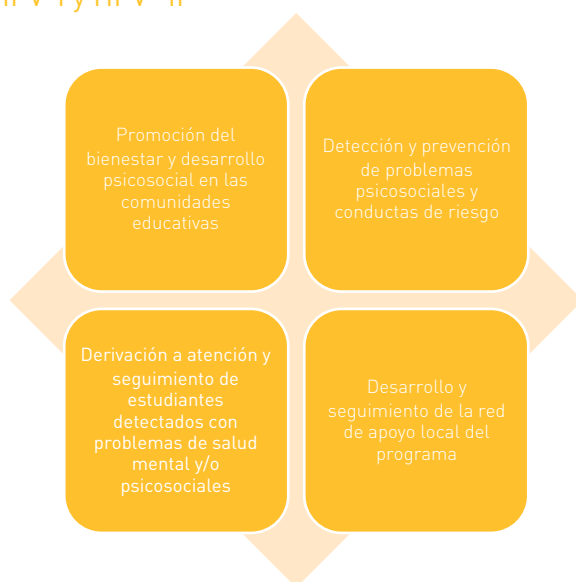 Promoción del
bienestar y desarrollo
psicosocial en las
comunidades
educativas
Detección y prevención
de problemas
psicosociales y
conductas de riesgo
Derivación a atención y
seguimiento de
estudiantes
detectados con
problemas de salud
mental y/o
psicosociales
Desarrollo y
seguimiento de la red
de apoyo local del
programa